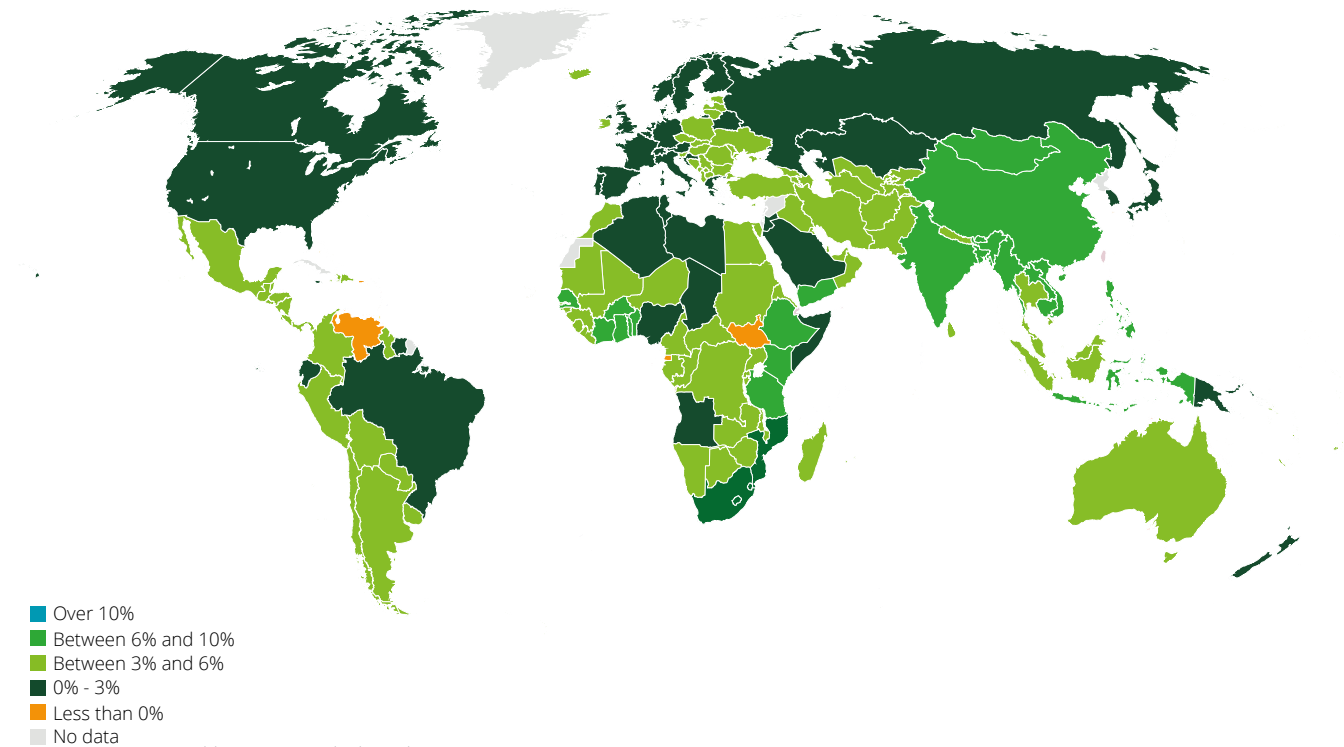 Over 10%
Between 6% and 10%
Between 3% and 6%
0% - 3%
Less than 0%
No data